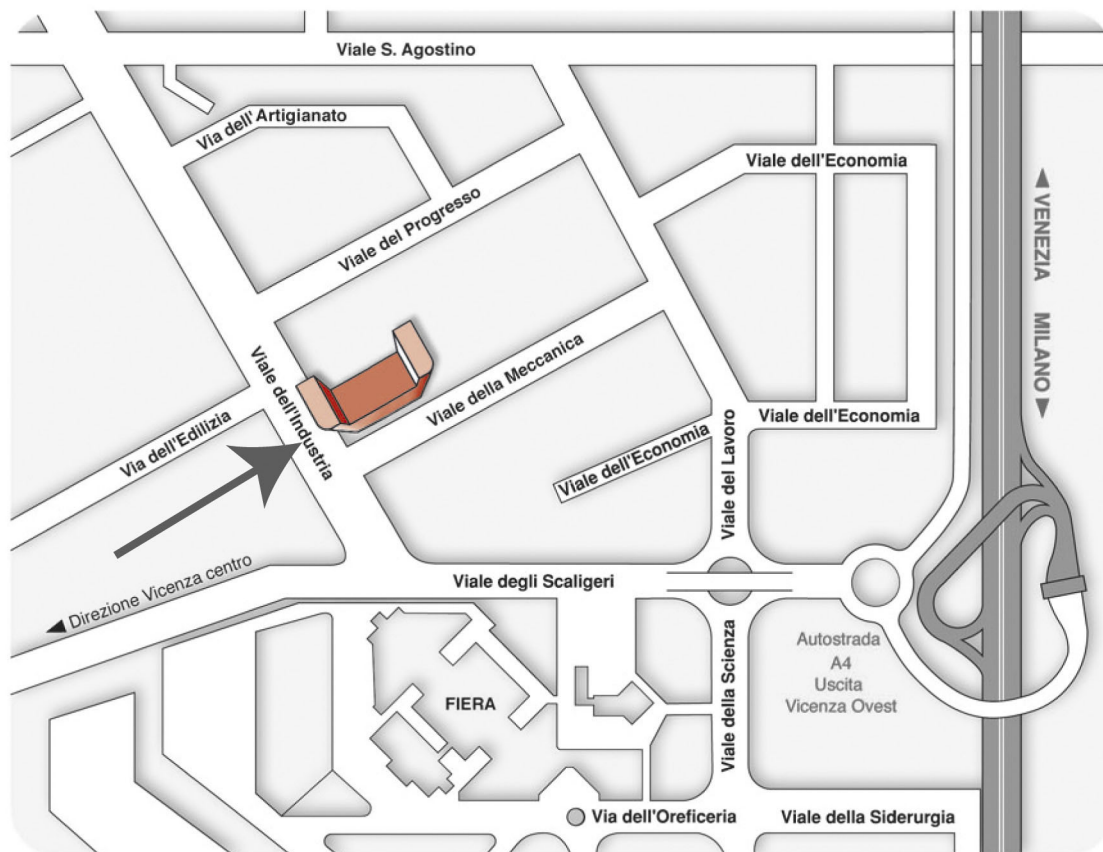 Viale S. Agostino
Via dell' Artigianato
Viale dell'Economia
Viale del Progresso
◄ VENEZIA MILANO ►
Viale dell'Industria
Viale della Meccanica
Via dell'Edilizia
Viale dell'Economia
Viale dell'Economia
Viale del Lavoro
◄ Direzione Vicenza centro
Viale degli Scaligeri
Viale della Scienza
Autostrada
A4
Uscita
Vicenza Ovest
FIERA
Via dell'Oreficeria
Viale della Siderurgia